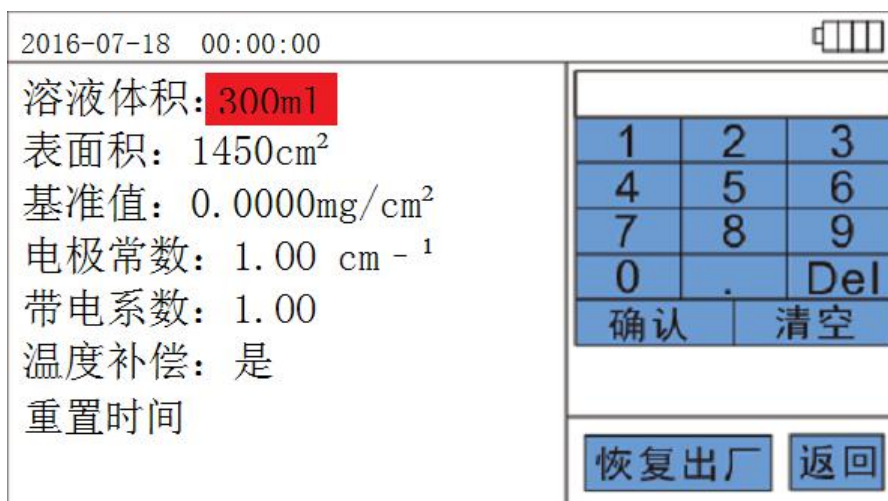 2016-07-18 00:00:00
溶液体积：300ml
表面积：1450cm²
基准值：0.0000mg/cm²
电极常数：1.00 cm﹣¹
带电系数：1.00
温度补偿：是
重置时间
1 2 3
4 5 6
7 8 9
0 . Del
确认 清空
恢复出厂 返回